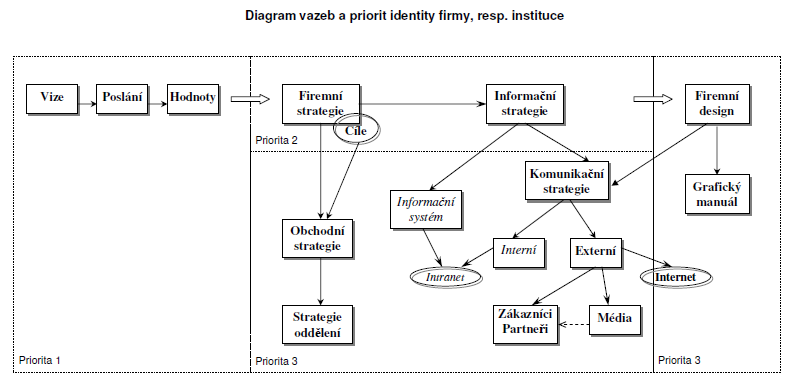 Diagram vazeb a priorit identity firmy, resp. instituce
Vize
Poslání
Hodnoty
Firemní
strategie
Cíle
Informační
strategie
Firemní
design
Priorita 2
Komunikační
strategie
Informační
systém
Grafický
manuál
Obchodní
strategie
Interní
Externí
Intranet
Internet
Strategie
oddělení
Zákazníci
Partneři
Média
Priorita 1
Priorita 3
Priorita 3